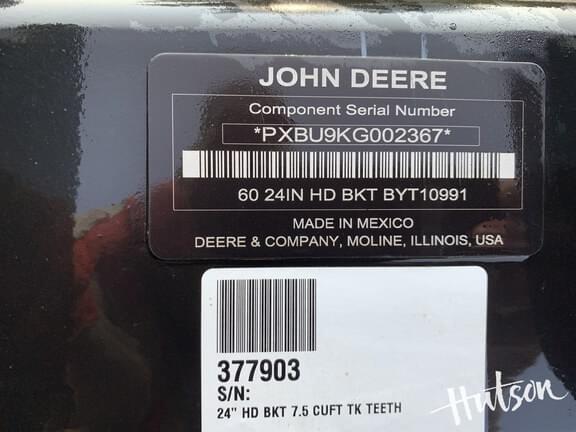 JOHN DEERE
Component Serial Number
*PXBU9KG002367*
60 24IN HD BKT BYT10991
MADE IN MEXICO
DEERE & COMPANY, MOLINE, ILLINOIS, USA
377903
S/N:
24" HD BKT 7.5 CUFT TK TEETH
Hutson